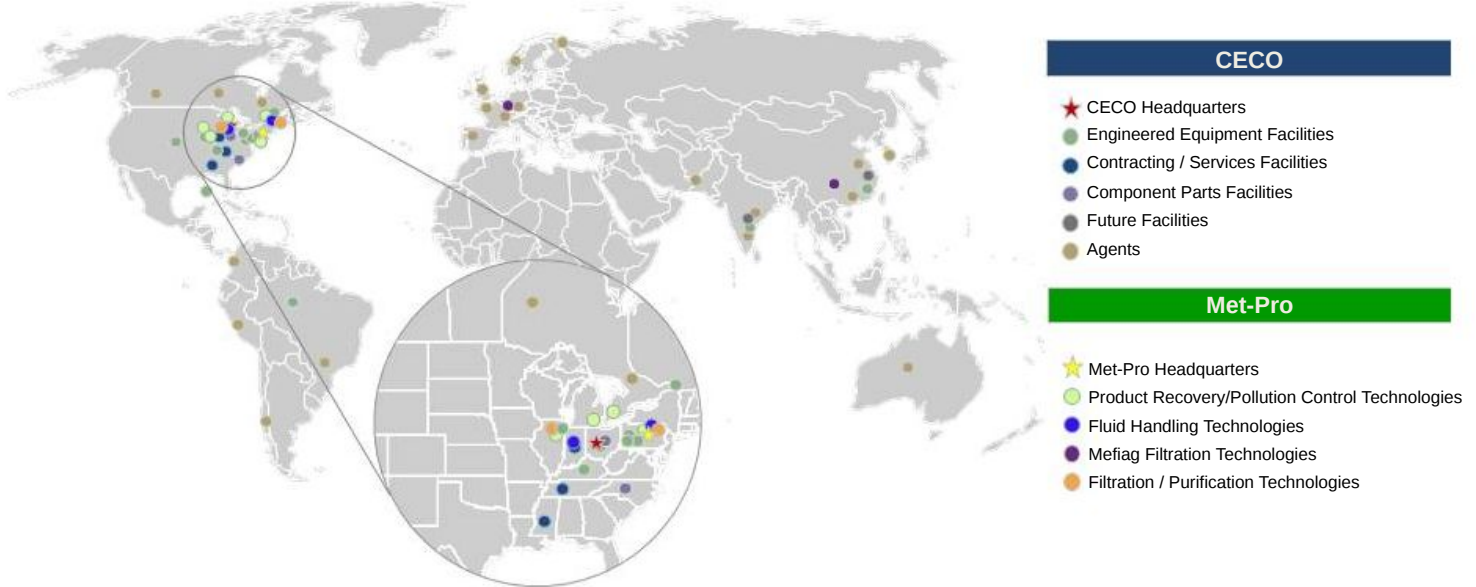 CECO
CECO Headquarters
Engineered Equipment Facilities
Contracting / Services Facilities
Component Parts Facilities
Future Facilities
Agents
Met-Pro
Met-Pro Headquarters
Product Recovery/Pollution Control Technologies
Fluid Handling Technologies
Mefiag Filtration Technologies
Filtration / Purification Technologies